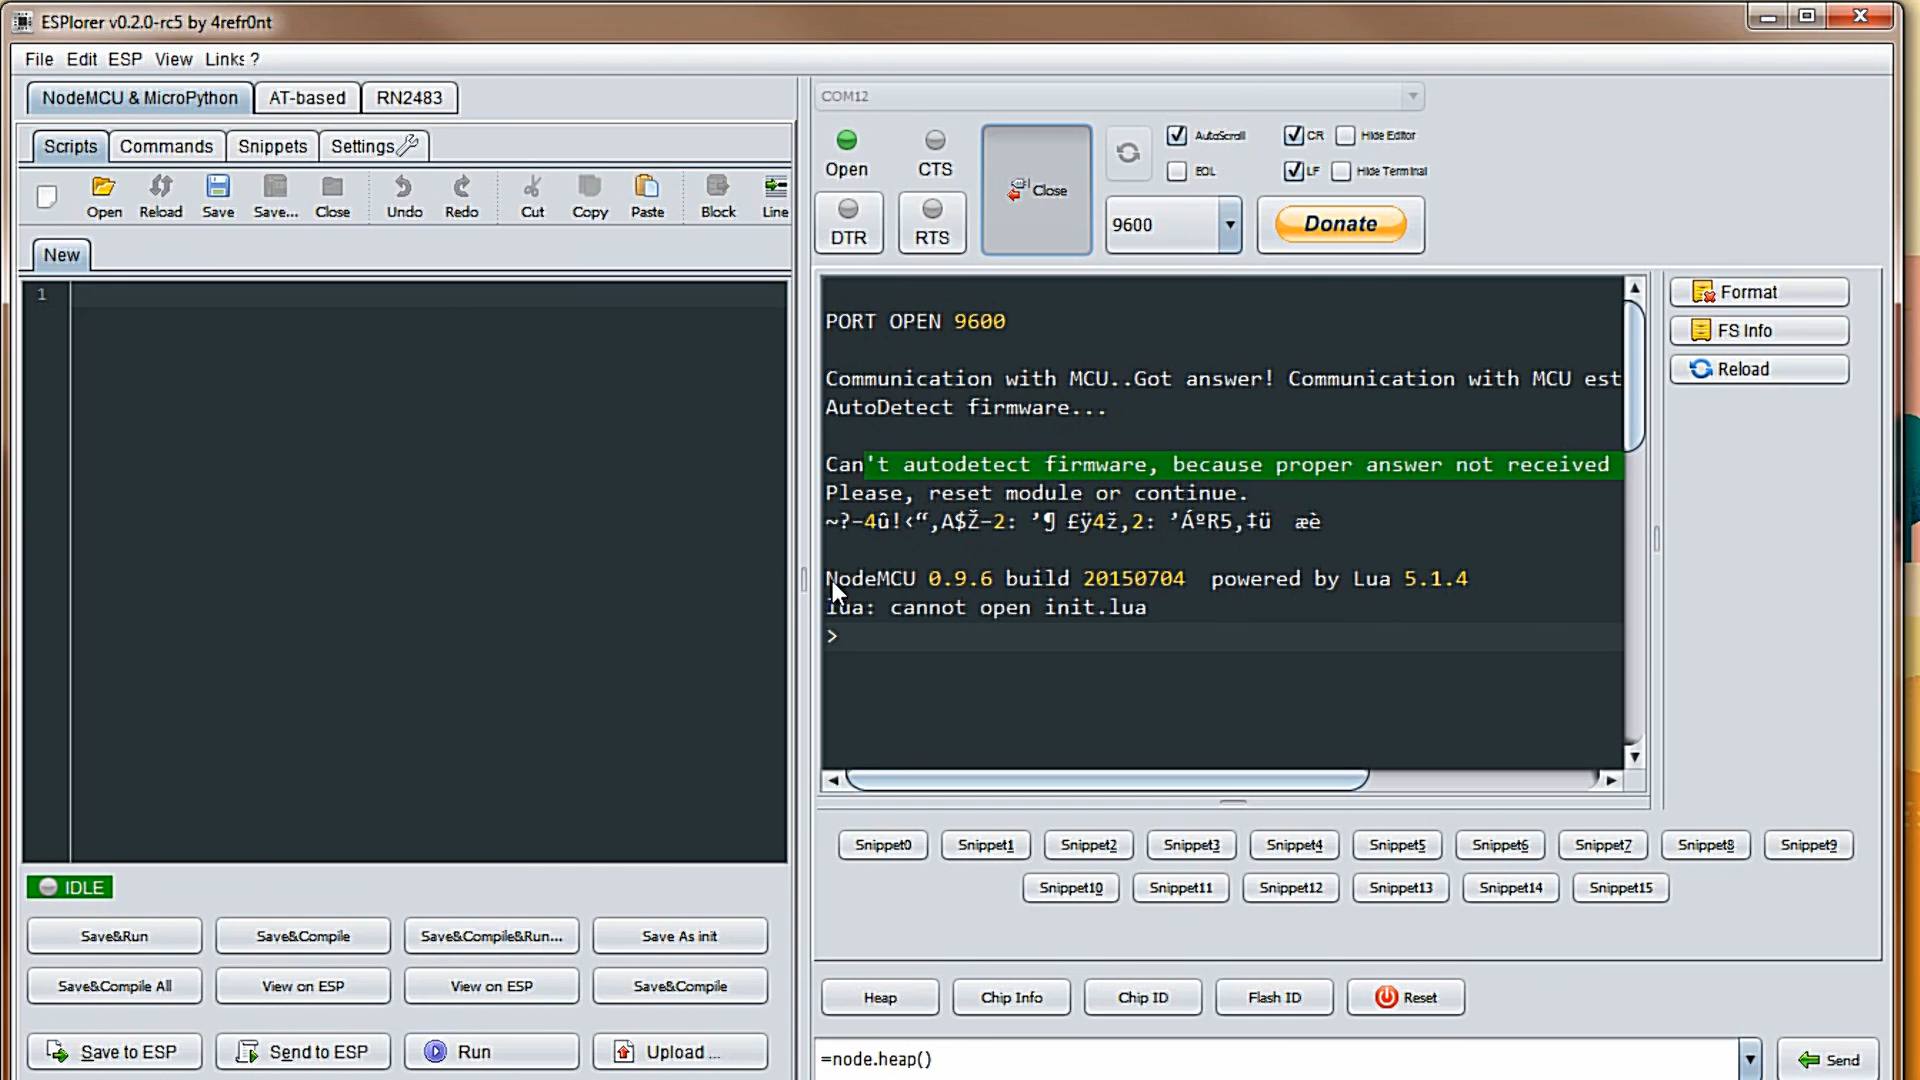 ESPlorer v0.2.0-rc5 by 4refr0nt
File Edit ESP View Links ?
NodeMCU & MicroPython AT-based RN2483
Scripts Commands Snippets Settings
Open Reload Save Save... Close Undo Redo Cut Copy Paste Block Line
New
1
IDLE
Save&Run Save&Compile Save&Compile&Run... Save As init
Save&Compile All View on ESP View on ESP Save&Compile
Save to ESP Send to ESP Run Upload ...
COM12
Open CTS Close AutoScroll CR Hide Editor
EOL LF Hide Terminal
DTR RTS 9600 Donate
PORT OPEN 9600
Communication with MCU..Got answer! Communication with MCU est
AutoDetect firmware...
Can't autodetect firmware, because proper answer not received
Please, reset module or continue.
~?–4û!‹“‚A$Ž–2: ’¶ £ÿ4ž‚2: ’ÁºR5‚‡ü æè
NodeMCU 0.9.6 build 20150704 powered by Lua 5.1.4
lua: cannot open init.lua
>
Format
FS Info
Reload
Snippet0 Snippet1 Snippet2 Snippet3 Snippet4 Snippet5 Snippet6 Snippet7 Snippet8 Snippet9
Snippet10 Snippet11 Snippet12 Snippet13 Snippet14 Snippet15
Heap Chip Info Chip ID Flash ID Reset
=node.heap() Send